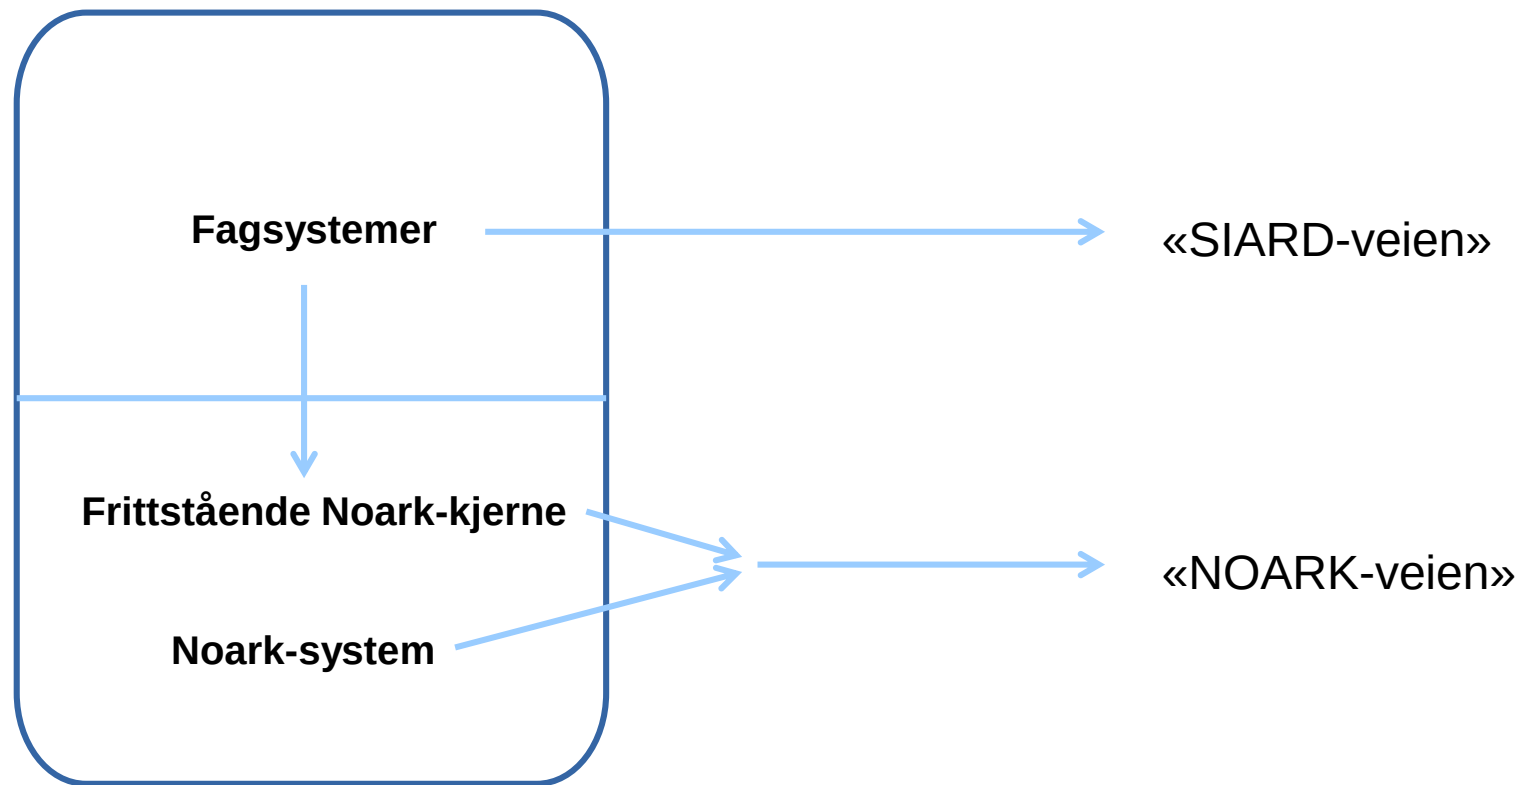 Fagsystemer
«SIARD-veien»
Frittstående Noark-kjerne
«NOARK-veien»
Noark-system